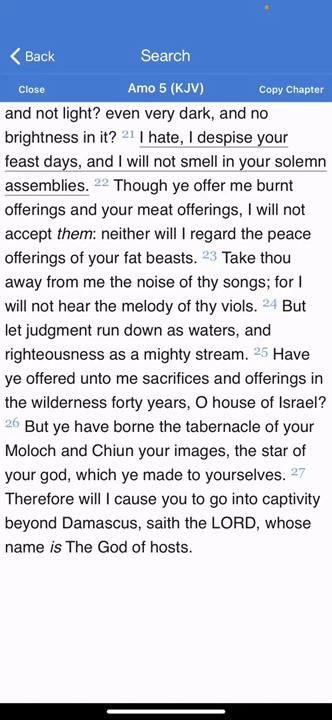 Back
Search
Close
Amo 5 (KJV)
Copy Chapter
and not light? even very dark, and no
brightness in it? 21 I hate, I despise your
feast days, and I will not smell in your solemn
assemblies. 22 Though ye offer me burnt
offerings and your meat offerings, I will not
accept them: neither will I regard the peace
offerings of your fat beasts. 23 Take thou
away from me the noise of thy songs; for I
will not hear the melody of thy viols. 24 But
let judgment run down as waters, and
righteousness as a mighty stream. 25 Have
ye offered unto me sacrifices and offerings in
the wilderness forty years, O house of Israel?
26 But ye have borne the tabernacle of your
Moloch and Chiun your images, the star of
your god, which ye made to yourselves. 27
Therefore will I cause you to go into captivity
beyond Damascus, saith the LORD, whose
name is The God of hosts.